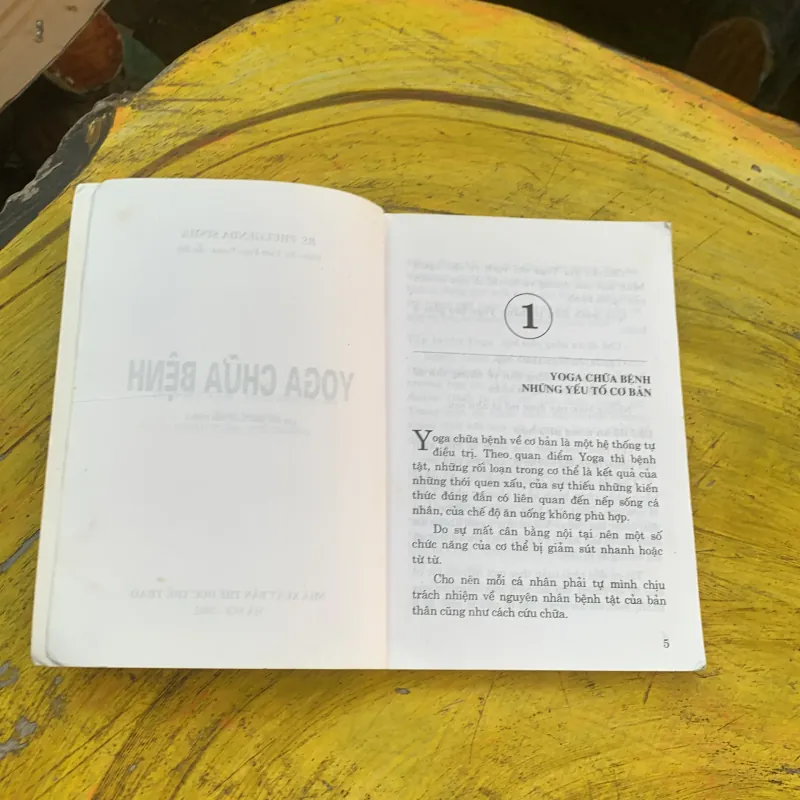 YOGA CHỮA BỆNH
1
YOGA CHỮA BỆNH
NHỮNG YẾU TỐ CƠ BẢN
Yoga chữa bệnh về cơ bản là một hệ thống tự
điều trị. Theo quan điểm Yoga thì bệnh
tật, những rối loạn trong cơ thể là kết quả của
những thói quen xấu, của sự thiếu những kiến
thức đúng đắn có liên quan đến nếp sống cá
nhân, của chế độ ăn uống không phù hợp.
Do sự mất cân bằng nội tại nên một số
chức năng của cơ thể bị giảm sút nhanh hoặc
từ từ.
Cho nên mỗi cá nhân phải tự mình chịu
trách nhiệm về nguyên nhân bệnh tật của bản
thân cũng như cách cứu chữa.
5